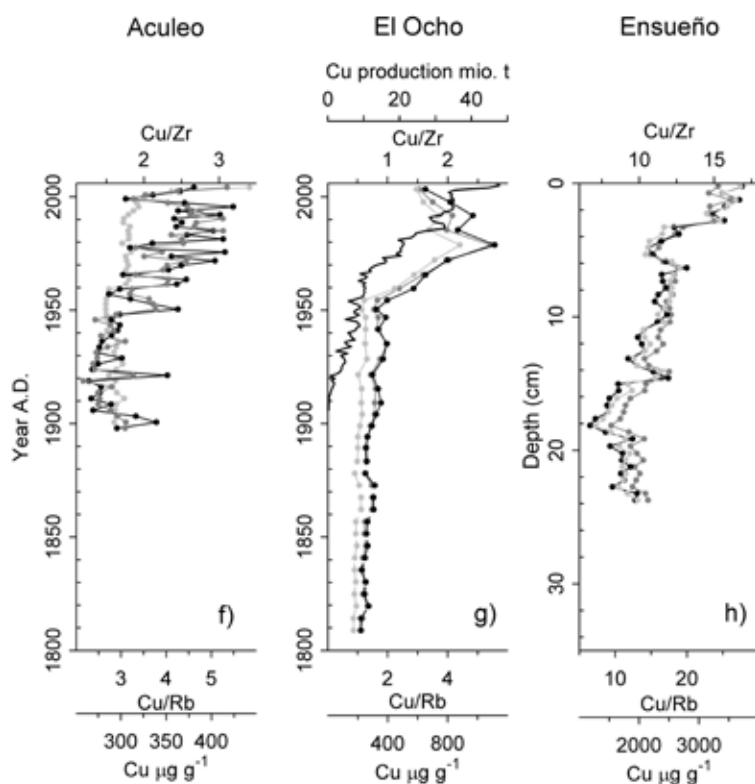 Aculeo
El Ocho
Ensueño
Cu production mio. t
0 20 40
Cu/Zr
2 3
Cu/Zr
1 2
Cu/Zr
10 15
Year A.D.
2000
1950
1900
1850
1800
f)
2000
1950
1900
1850
1800
g)
Depth (cm)
0
10
20
30
h)
3 4 5
Cu/Rb
300 350 400
Cu µg g-1
0 2 4
Cu/Rb
400 800
Cu µg g-1
10 20
Cu/Rb
2000 3000
Cu µg g-1